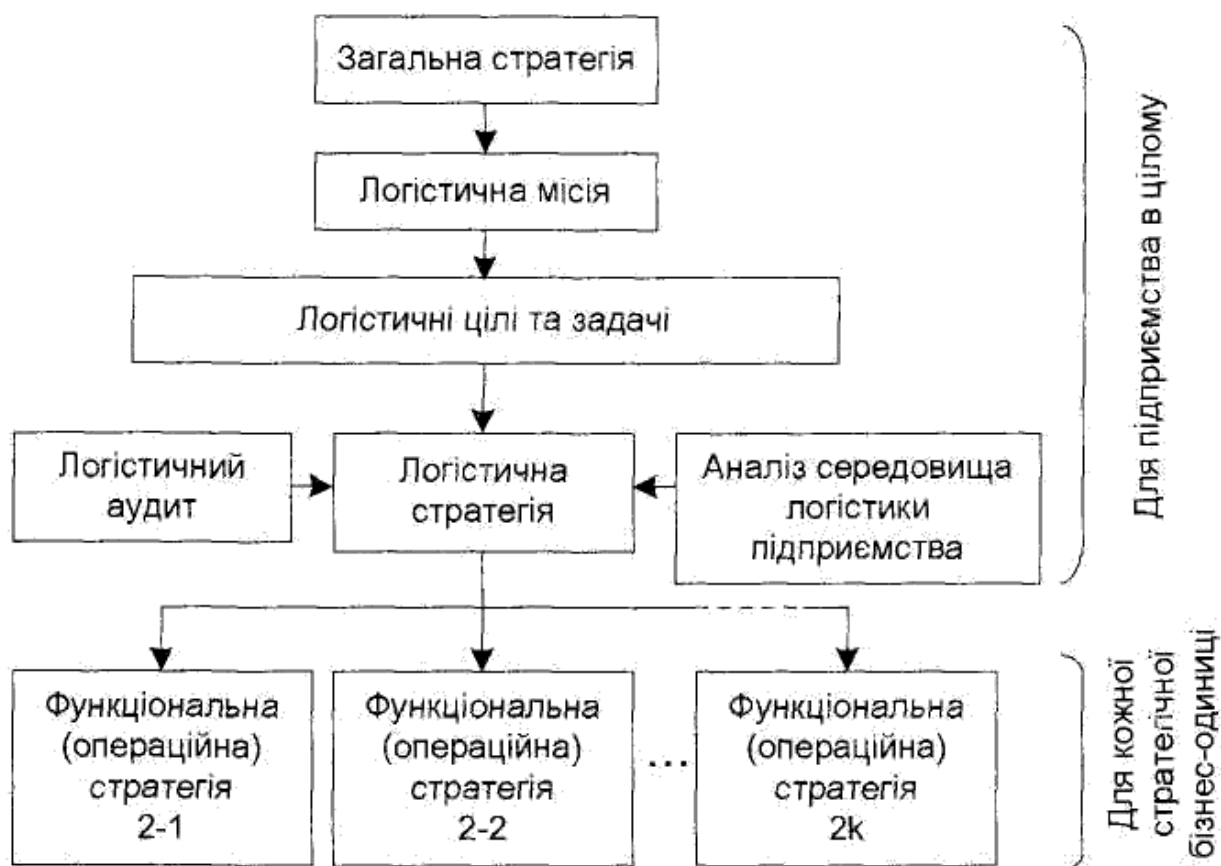 Загальна стратегія
Логістична місія
Логістичні цілі та задачі
Логістичний
аудит
Логістична
стратегія
Аналіз середовища
логістики
підприємства
Для підприємства в цілому
Функціональна
(операційна)
стратегія
2-1
Функціональна
(операційна)
стратегія
2-2
...
Функціональна
(операційна)
стратегія
2k
Для кожної
стратегічної
бізнес-одиниці